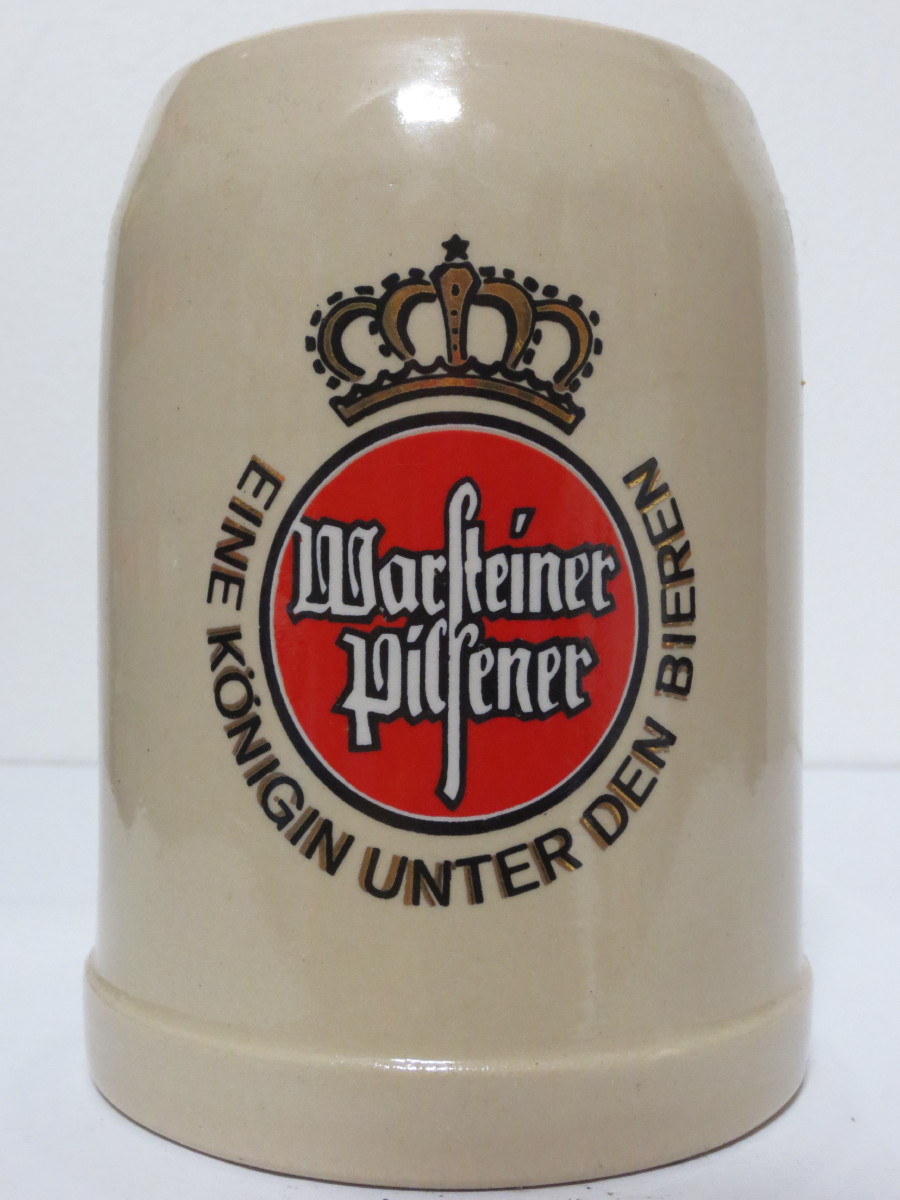 Warsteiner
Pilsener
EINE KÖNIGIN UNTER DEN BIEREN